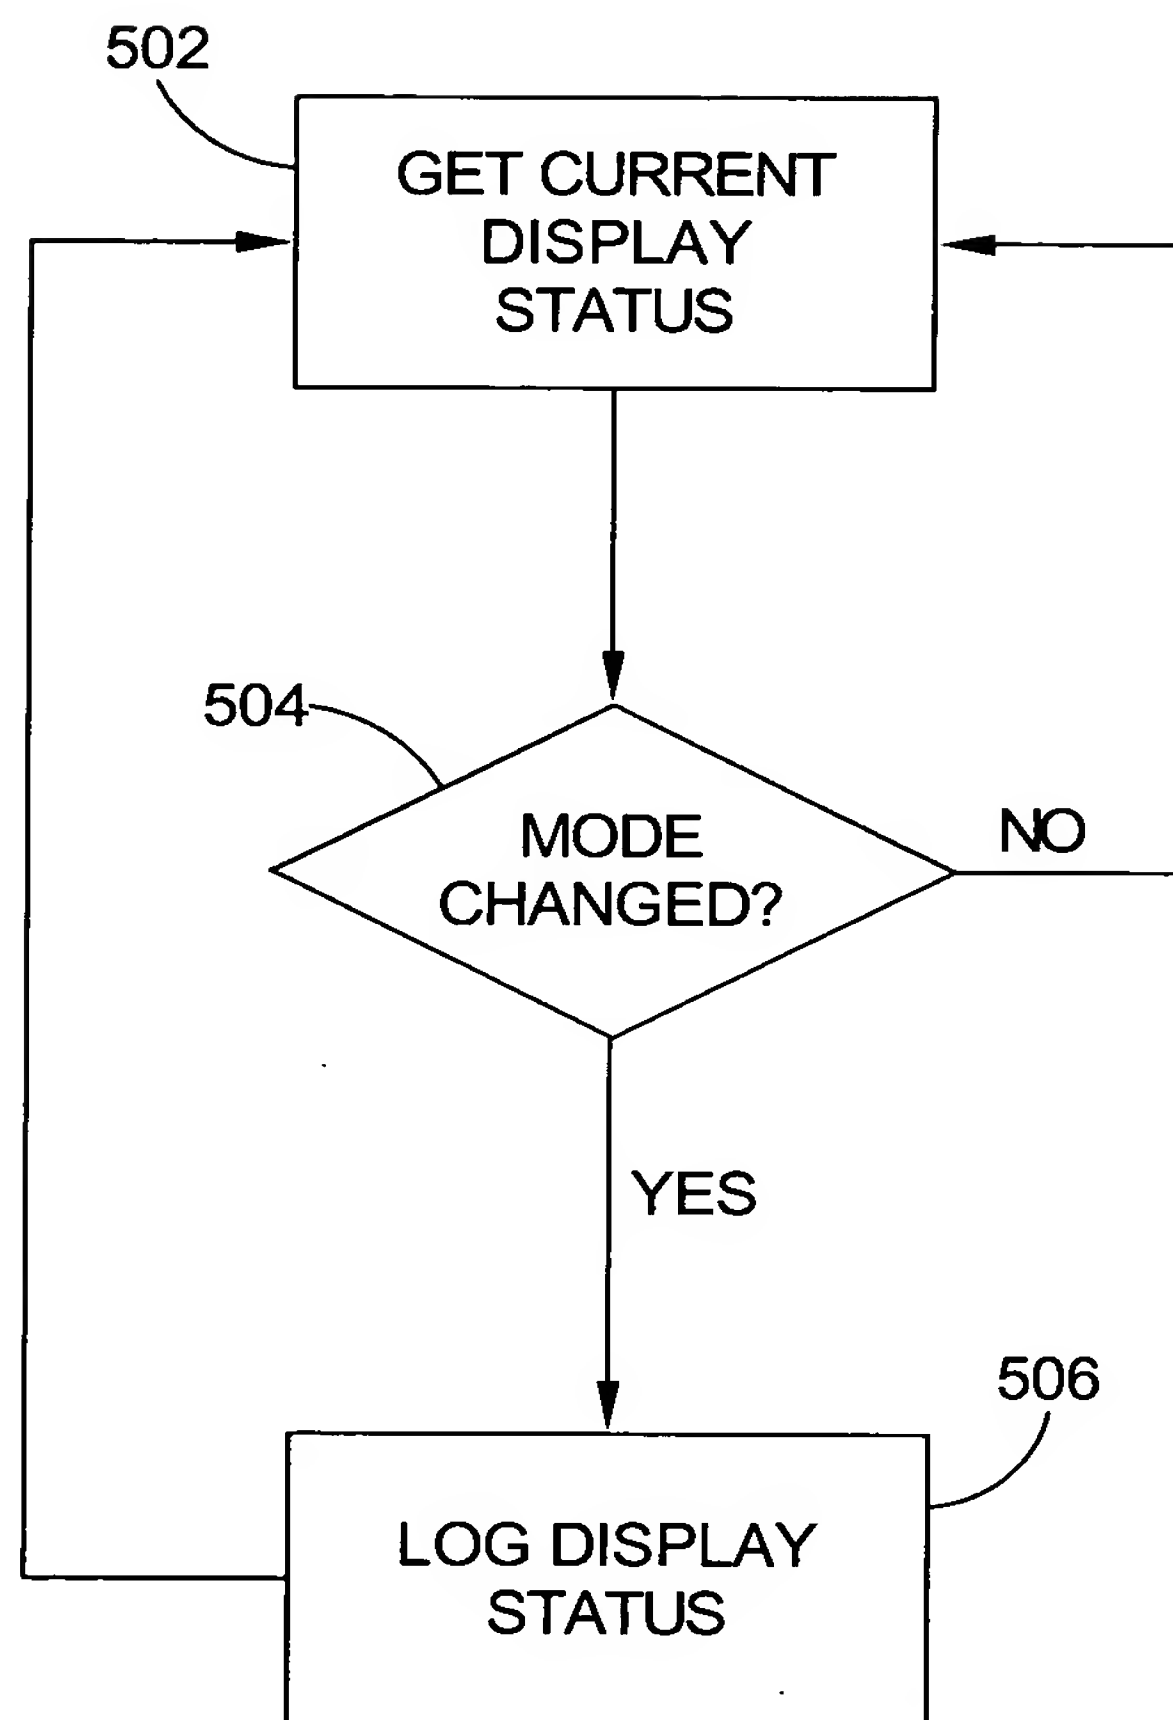 502
GET CURRENT
DISPLAY
STATUS
504
MODE
CHANGED?
NO
YES
506
LOG DISPLAY
STATUS